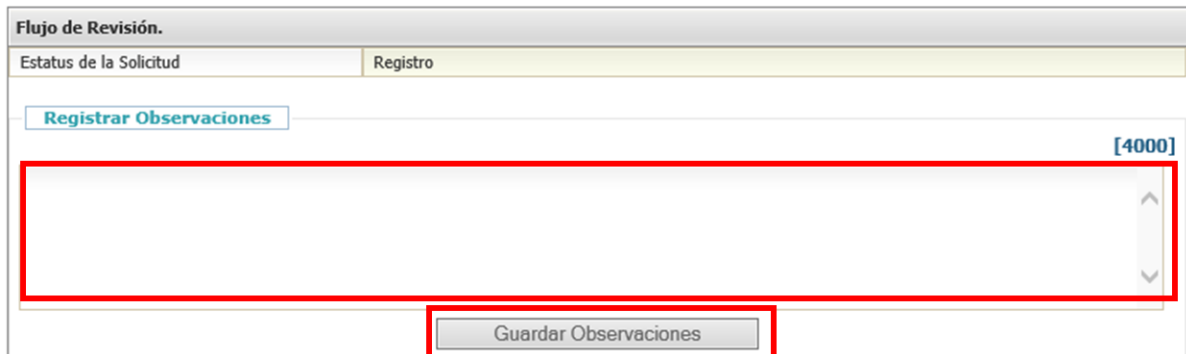 Flujo de Revisión.
Estatus de la Solicitud Registro
Registrar Observaciones
[4000]
Guardar Observaciones